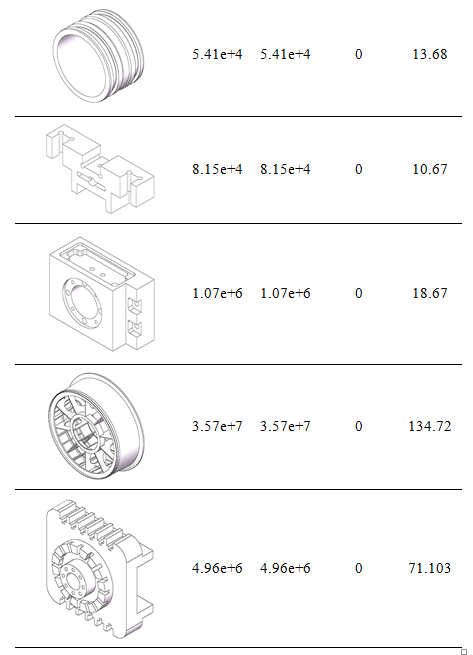 5.41e+4 5.41e+4 0 13.68
8.15e+4 8.15e+4 0 10.67
1.07e+6 1.07e+6 0 18.67
3.57e+7 3.57e+7 0 134.72
4.96e+6 4.96e+6 0 71.103